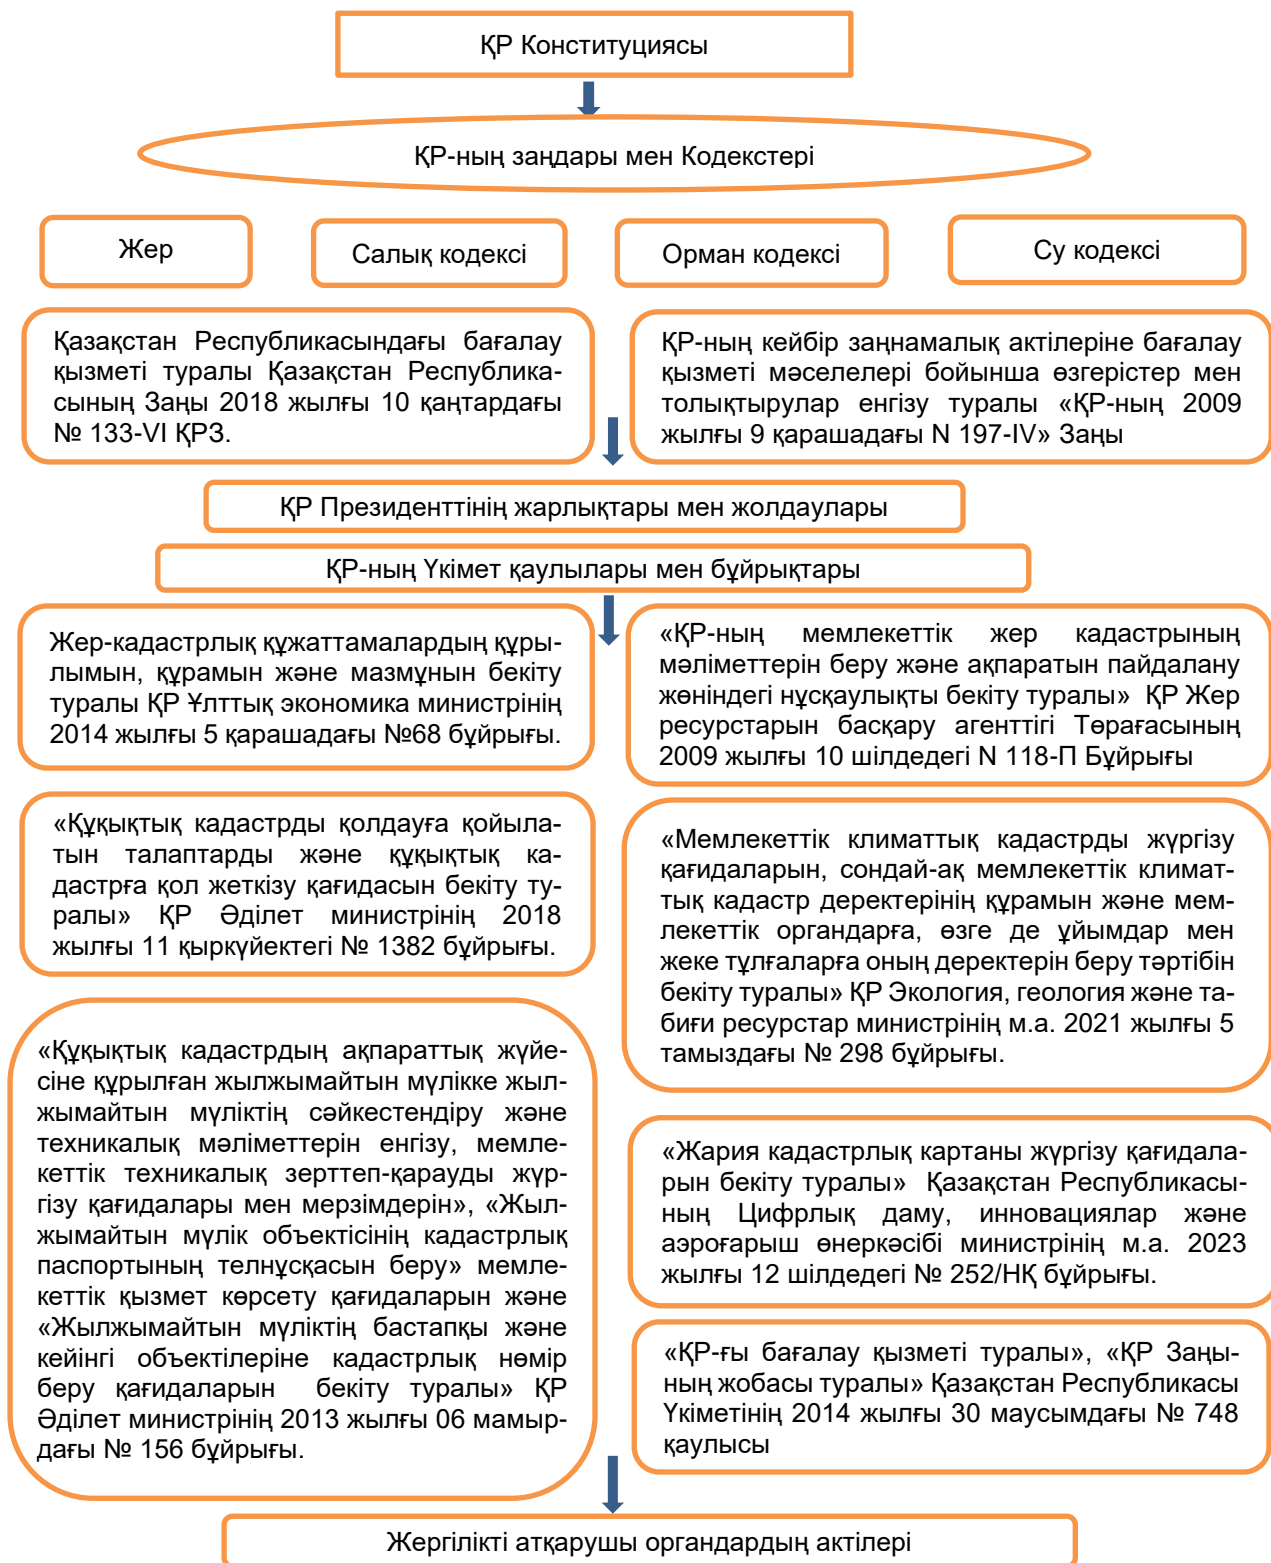 ҚР Конституциясы
ҚР-ның заңдары мен Кодекстері
Жер
Салық кодексі
Орман кодексі
Су кодексі
Қазақстан Республикасындағы бағалау
қызметі туралы Қазақстан Республика-
сының Заңы 2018 жылғы 10 қаңтардағы
№ 133-VI ҚРЗ.
ҚР-ның кейбір заңнамалық актілеріне бағалау
қызметі мәселелері бойынша өзгерістер мен
толықтырулар енгізу туралы «ҚР-ның 2009
жылғы 9 қарашадағы N 197-IV» Заңы
ҚР Президенттінің жарлықтары мен жолдаулары
ҚР-ның Үкімет қаулылары мен бұйрықтары
Жер-кадастрлық құжаттамалардың құры-
лымын, құрамын және мазмұнын бекіту
туралы ҚР Ұлттық экономика министрінің
2014 жылғы 5 қарашадағы №68 бұйрығы.
«ҚР-ның мемлекеттік жер кадастрының
мәліметтерін беру және ақпаратын пайдалану
жөніндегі нұсқаулықты бекіту туралы» ҚР Жер
ресурстарын басқару агенттігі Төрағасының
2009 жылғы 10 шілдедегі N 118-П Бұйрығы
«Құқықтық кадастрды қолдауға қойыла-
тын талаптарды және құқықтық ка-
дастрға қол жеткізу қағидасын бекіту ту-
ралы» ҚР Әділет министрінің 2018
жылғы 11 қыркүйектегі № 1382 бұйрығы.
«Мемлекеттік климаттық кадастрды жүргізу
қағидаларын, сондай-ақ мемлекеттік климат-
тық кадастр деректерінің құрамын және мем-
лекеттік органдарға, өзге де ұйымдар мен
жеке тұлғаларға оның деректерін беру тәртібін
бекіту туралы» ҚР Экология, геология және та-
биғи ресурстар министрінің м.а. 2021 жылғы 5
тамыздағы № 298 бұйрығы.
«Құқықтық кадастрдың ақпараттық жүйе-
сіне құрылған жылжымайтын мүлікке жыл-
жымайтын мүліктің сәйкестендіру және
техникалық мәліметтерін енгізу, мемле-
кеттік техникалық зерттеп-қарауды жүр-
гізу қағидалары мен мерзімдерін», «Жыл-
жымайтын мүлік объектісінің кадастрлық
паспортының телнұсқасын беру» мемле-
кеттік қызмет көрсету қағидаларын және
«Жылжымайтын мүліктің бастапқы және
кейінгі объектілеріне кадастрлық нөмір
беру қағидаларын бекіту туралы» ҚР
Әділет министрінің 2013 жылғы 06 мамыр-
дағы № 156 бұйрығы.
«Жария кадастрлық картаны жүргізу қағидала-
рын бекіту туралы» Қазақстан Республикасы-
ның Цифрлық даму, инновациялар және
аэроғарыш өнеркәсібі министрінің м.а. 2023
жылғы 12 шілдедегі № 252/НҚ бұйрығы.
«ҚР-ғы бағалау қызметі туралы», «ҚР Заңы-
ның жобасы туралы» Қазақстан Республикасы
Үкіметінің 2014 жылғы 30 маусымдағы № 748
қаулысы
Жергілікті атқарушы органдардың актілері